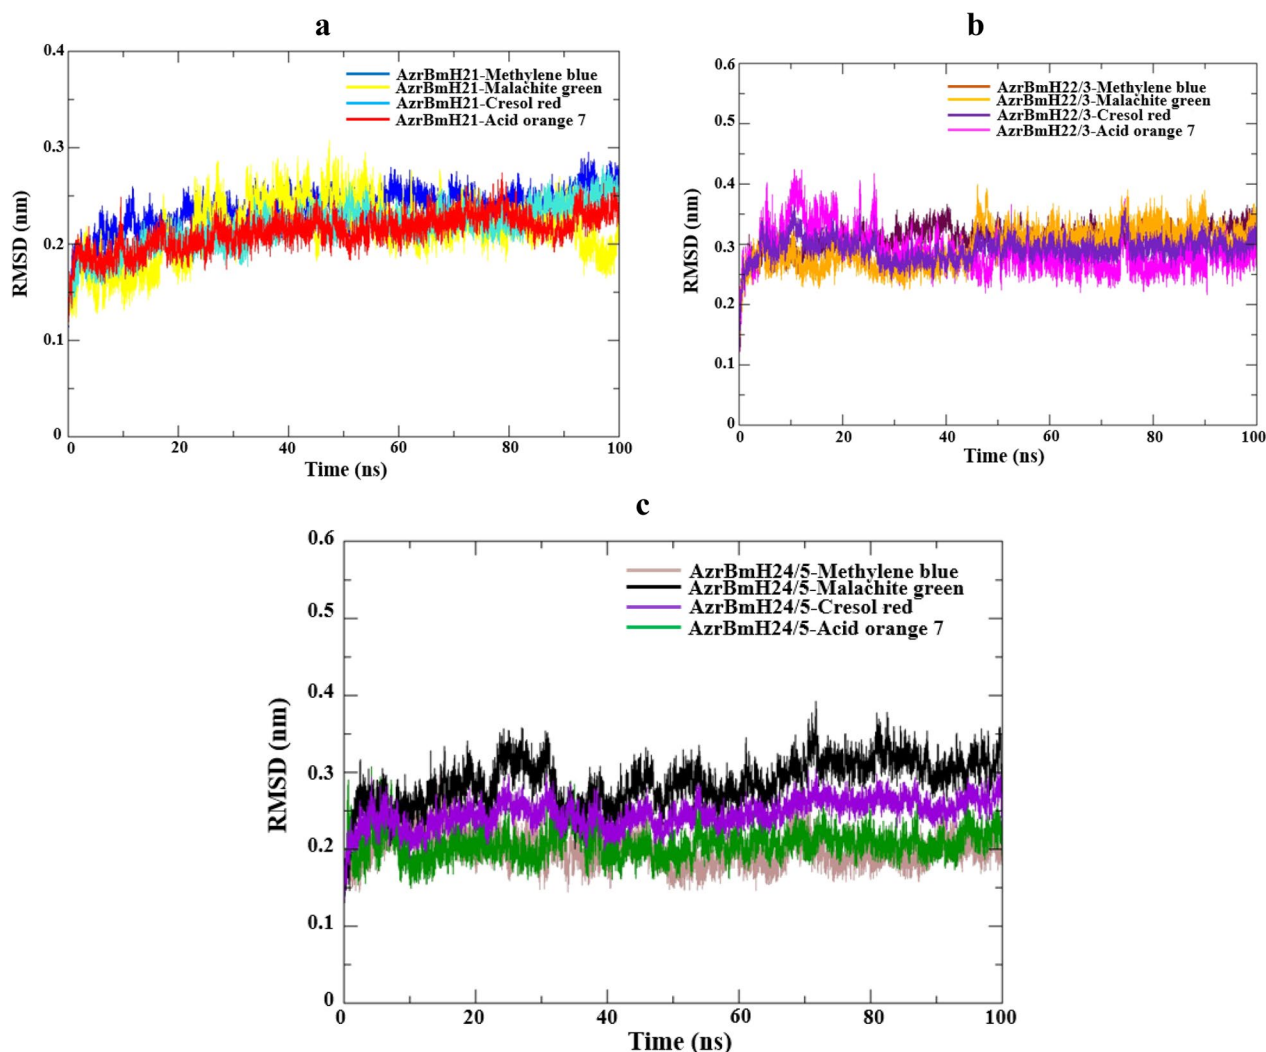 a
0.4
0.3
0.2
0.1
0
RMSD (nm)
AzrBmH21-Methylene blue
AzrBmH21-Malachite green
AzrBmH21-Cresol red
AzrBmH21-Acid orange 7
0 20 40 60 80 100
Time (ns)
b
0.6
0.5
0.4
0.3
0.2
0.1
0
RMSD (nm)
AzrBmH22/3-Methylene blue
AzrBmH22/3-Malachite green
AzrBmH22/3-Cresol red
AzrBmH22/3-Acid orange 7
0 20 40 60 80 100
Time (ns)
c
0.6
0.5
0.4
0.3
0.2
0.1
0
RMSD (nm)
AzrBmH24/5-Methylene blue
AzrBmH24/5-Malachite green
AzrBmH24/5-Cresol red
AzrBmH24/5-Acid orange 7
0 20 40 60 80 100
Time (ns)